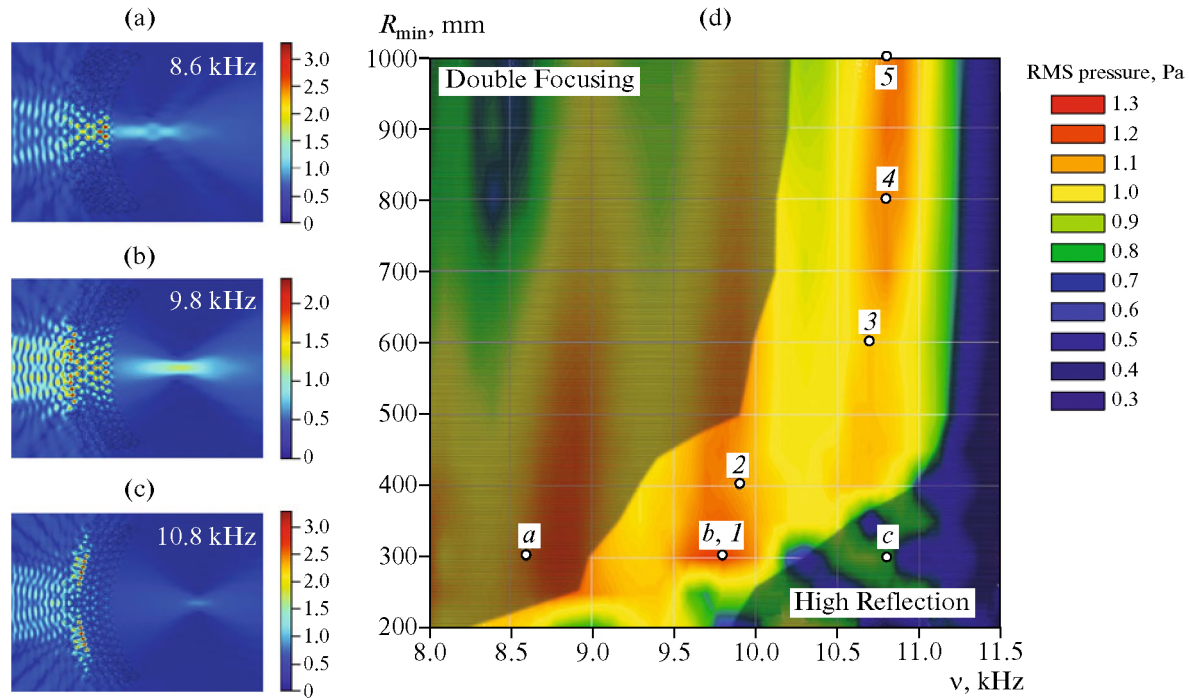 (a)
8.6 kHz
3.0
2.5
2.0
1.5
1.0
0.5
0
(b)
9.8 kHz
2.0
1.5
1.0
0.5
0
(c)
10.8 kHz
3.0
2.5
2.0
1.5
1.0
0.5
0
(d)
Rmin, mm
1000
900
800
700
600
500
400
300
200
Double Focusing
5
4
3
2
a
b, 1
c
High Reflection
8.0 8.5 9.0 9.5 10.0 10.5 11.0 11.5
ν, kHz
RMS pressure, Pa
1.3
1.2
1.1
1.0
0.9
0.8
0.7
0.6
0.5
0.4
0.3